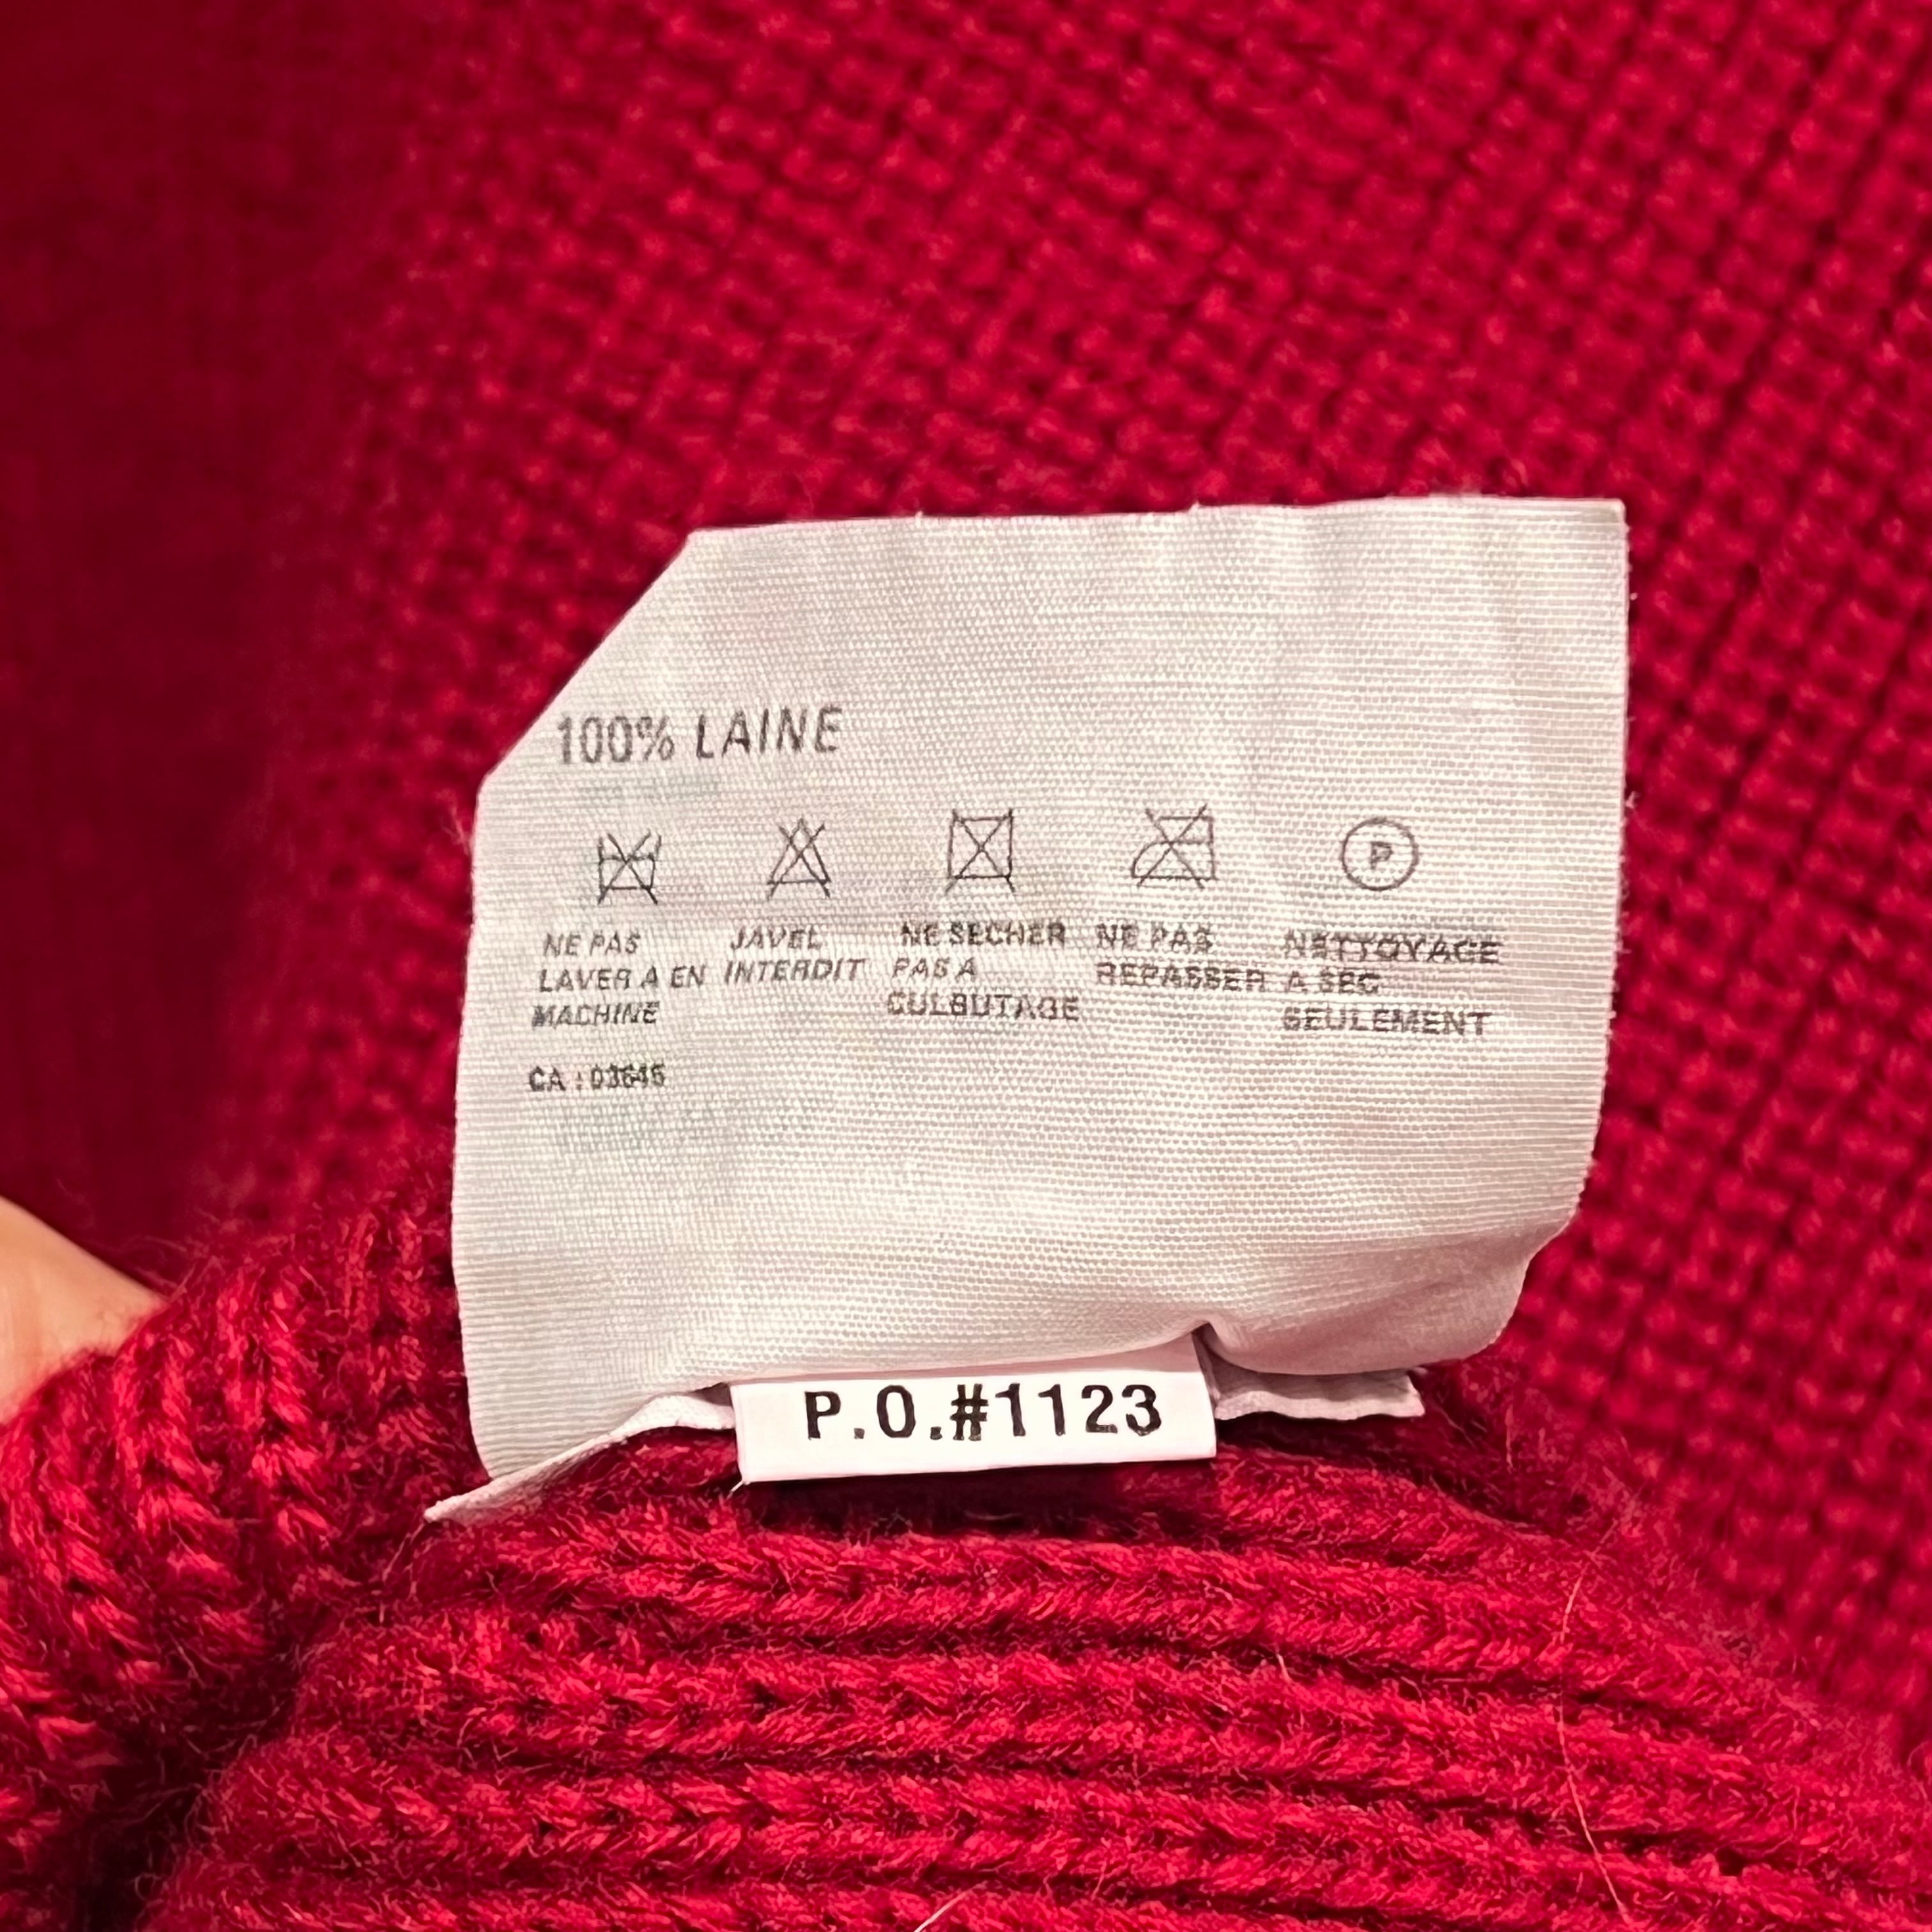 100% LAINE
P
NE PAS
LAVER A EN
MACHINE
JAVEL
INTERDIT
NE SECHER
PAS A
CULBUTAGE
NE PAS
REPASSER
NETTOYAGE
A SEC
SEULEMENT
CA : 03645
P.O.#1123